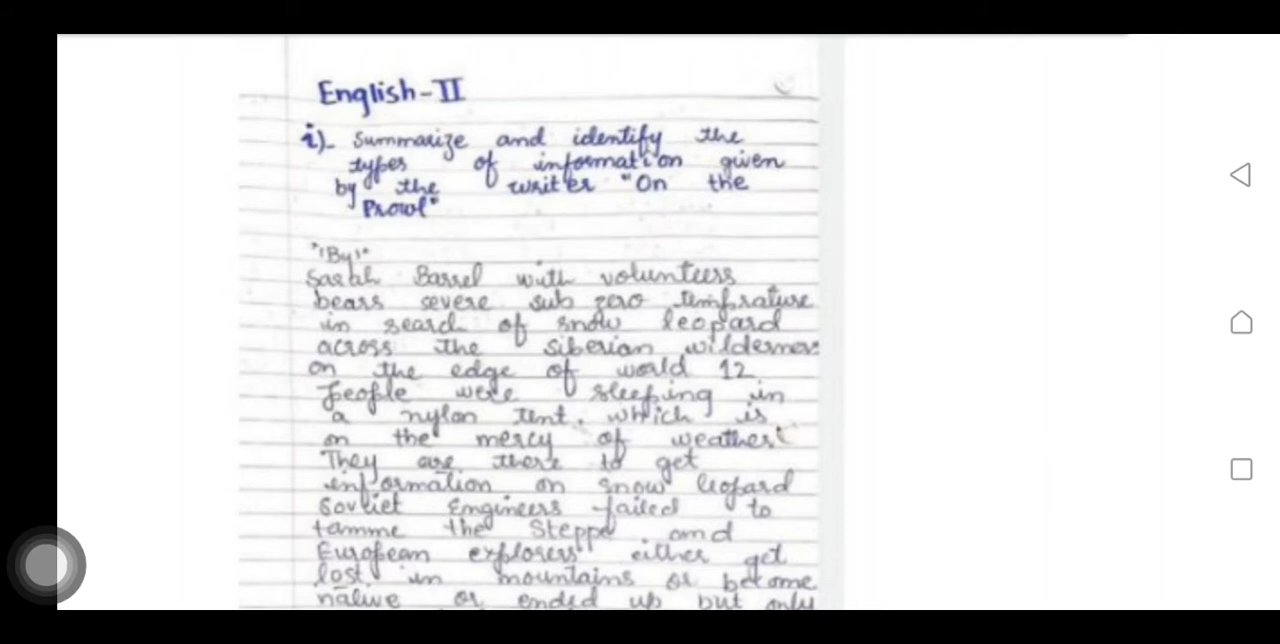 English-II
i)- Summarize and identify the
types of information given
by the writer "On the
Prowl"
"By"
Sarah Barrel with volunteers
bears severe sub zero temprature
in search of snow leopard
across the siberian wilderness
on the edge of world 12
People were sleeping in
a nylon tent. which is
on the mercy of weather
They are there to get
information on snow leopard
Soviet Engineers failed to
tamme the Steppe and
European explorers either get
lost in mountains or become
native or ended up but only